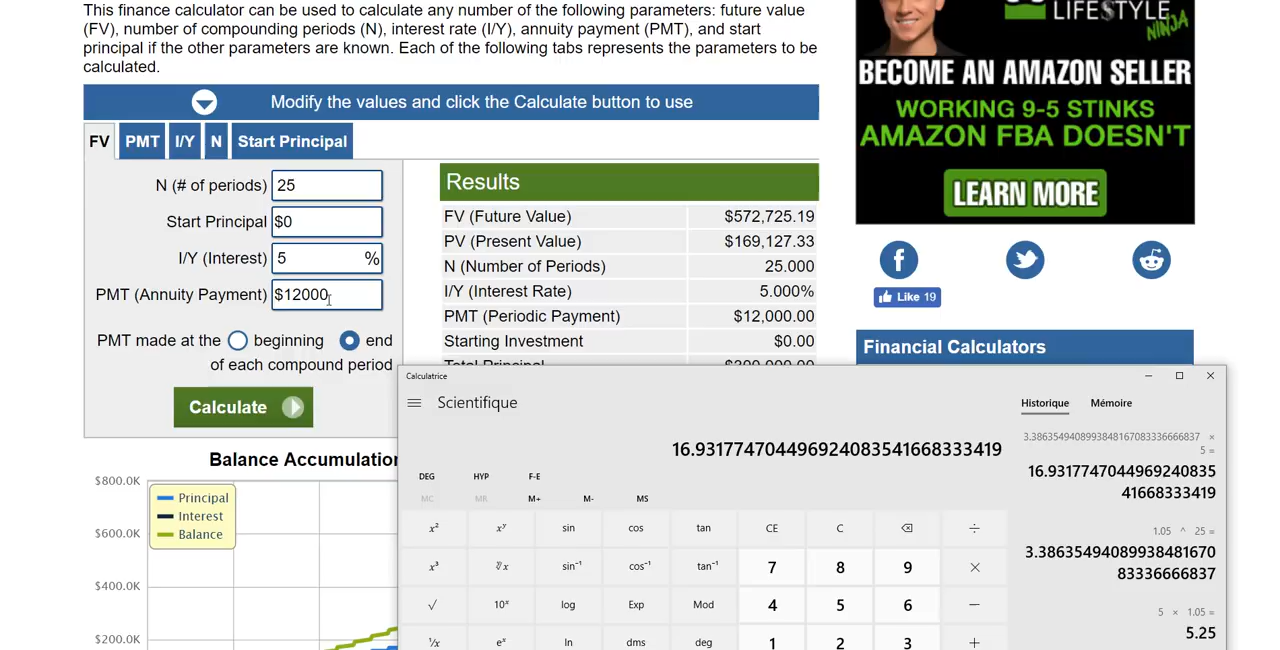 This finance calculator can be used to calculate any number of the following parameters: future value
(FV), number of compounding periods (N), interest rate (I/Y), annuity payment (PMT), and start
principal if the other parameters are known. Each of the following tabs represents the parameters to be
calculated.
Modify the values and click the Calculate button to use
FV PMT I/Y N Start Principal
N (# of periods) 25
Start Principal $0
I/Y (Interest) 5 %
PMT (Annuity Payment) $12000
PMT made at the beginning end
of each compound period
Calculate
Results
FV (Future Value) $572,725.19
PV (Present Value) $169,127.33
N (Number of Periods) 25.000
I/Y (Interest Rate) 5.000%
PMT (Periodic Payment) $12,000.00
Starting Investment $0.00
Total Principal $300,000.00
Balance Accumulation
$800.0K
$600.0K
$400.0K
$200.0K
Principal
Interest
Balance
LIFESTYLE
NINJA
BECOME AN AMAZON SELLER
WORKING 9-5 STINKS
AMAZON FBA DOESN'T
LEARN MORE
Like 19
Financial Calculators
Calculatrice
Scientifique
16.931774704496924083541668333419
DEG HYP F-E
MC MR M+ M- MS
x² xʸ sin cos tan CE C ⌫ ÷
x³ ʸ√x sin⁻¹ cos⁻¹ tan⁻¹ 7 8 9 ×
√ 10ˣ log Exp Mod 4 5 6 −
¹/x eˣ ln dms deg 1 2 3 +
Historique Mémoire
3.3863549408993848167083336666837 ×
5 =
16.9317747044969240835
41668333419
1.05 ^ 25 =
3.38635494089938481670
83336666837
5 × 1.05 =
5.25